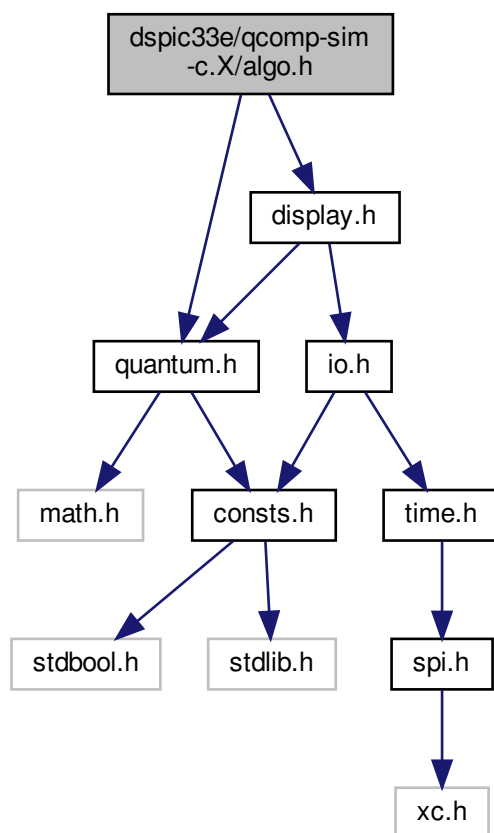 dspic33e/qcomp-sim
-c.X/algo.h
display.h
quantum.h
io.h
math.h
consts.h
time.h
stdbool.h
stdlib.h
spi.h
xc.h